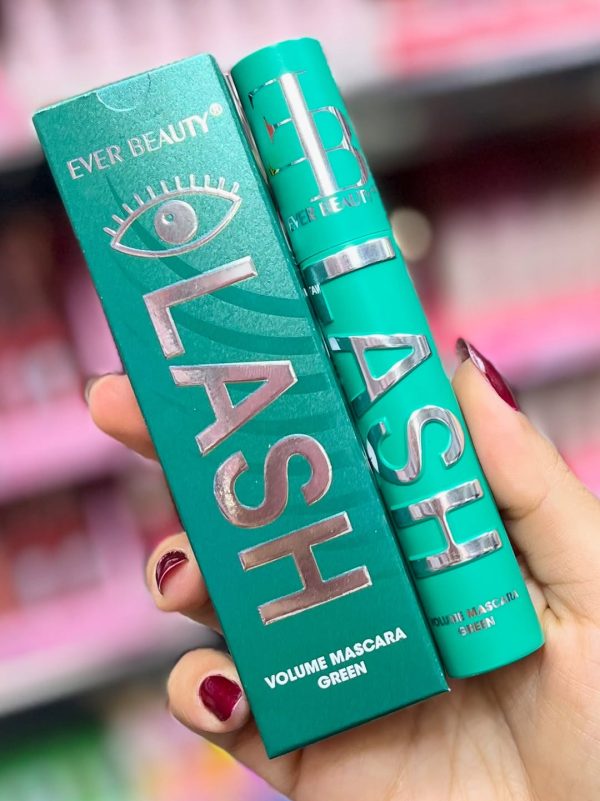 EVER BEAUTY®
LASH
VOLUME MASCARA
GREEN
EB
EVER BEAUTY
LASH
VOLUME MASCARA
GREEN